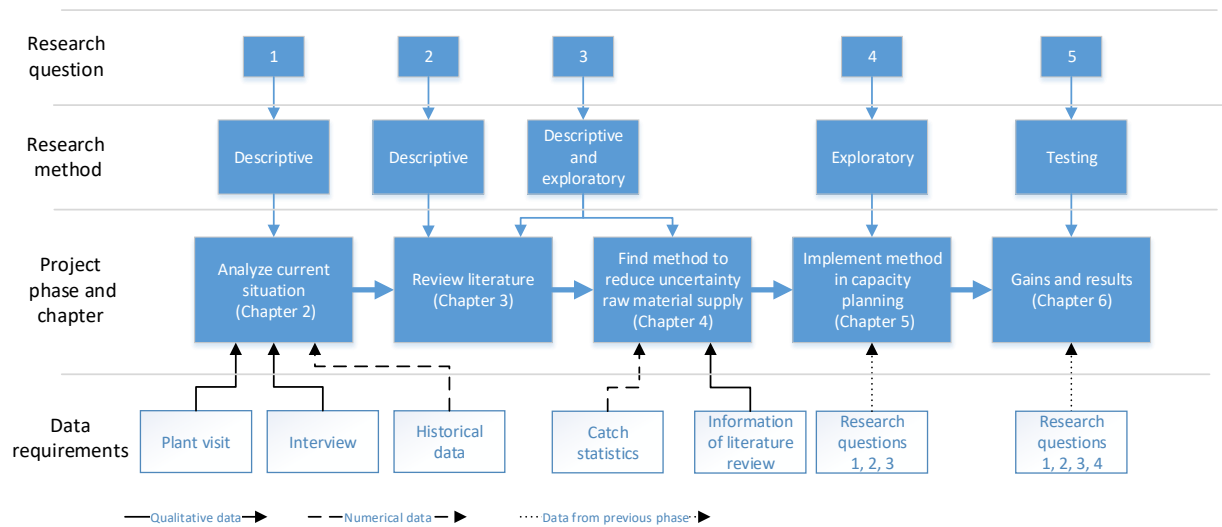 Research
question
1
2
3
4
5
Research
method
Descriptive
Descriptive
Descriptive
and
exploratory
Exploratory
Testing
Project
phase and
chapter
Analyze current
situation
(Chapter 2)
Review literature
(Chapter 3)
Find method to
reduce uncertainty
raw material supply
(Chapter 4)
Implement method
in capacity
planning
(Chapter 5)
Gains and results
(Chapter 6)
Data
requirements
Plant visit
Interview
Historical
data
Catch
statistics
Information of
literature
review
Research
questions
1, 2, 3
Research
questions
1, 2, 3, 4
Qualitative data
Numerical data
Data from previous phase